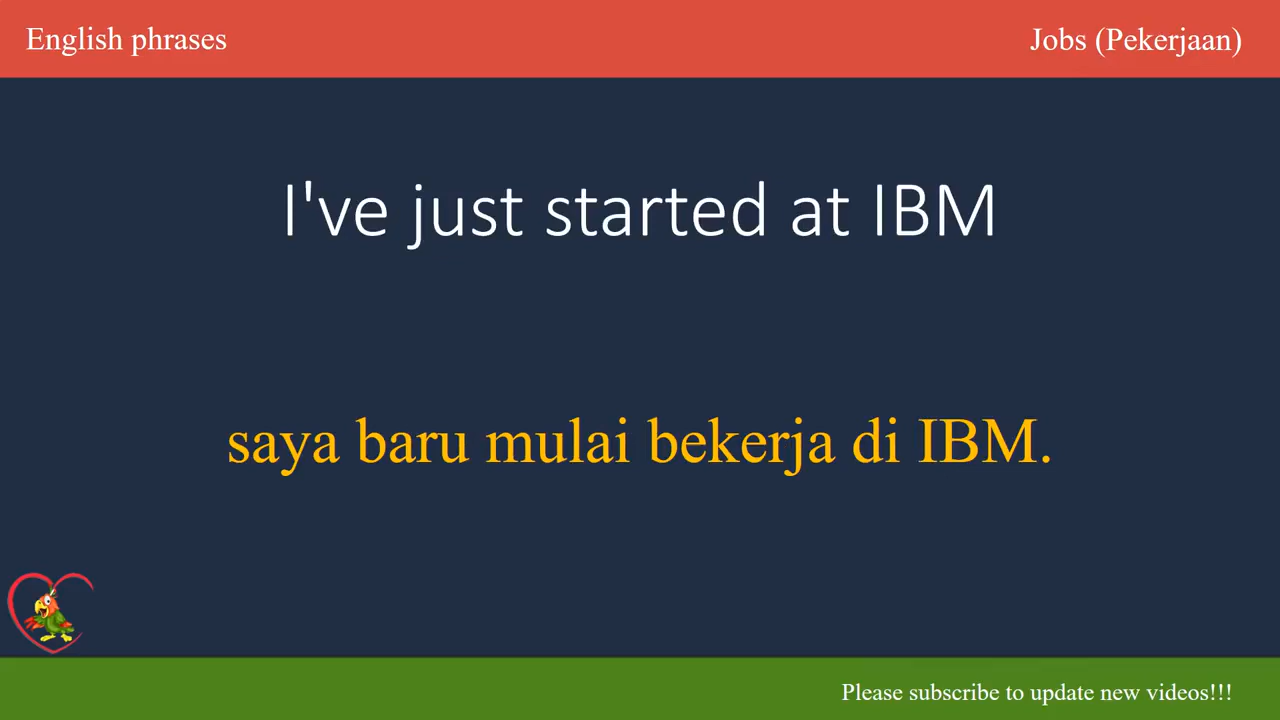 English phrases
Jobs (Pekerjaan)
I've just started at IBM
saya baru mulai bekerja di IBM.
Please subscribe to update new videos!!!